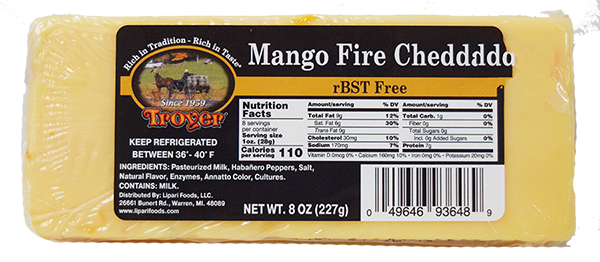 Rich in Tradition - Rich in Taste®
Since 1959
Troyer®
KEEP REFRIGERATED
BETWEEN 36°- 40° F
INGREDIENTS: Pasteurized Milk, Habañero Peppers, Salt,
Natural Flavor, Enzymes, Annatto Color, Cultures.
CONTAINS: MILK.
Distributed By: Lipari Foods, LLC.
26661 Bunert Rd., Warren, MI. 48089
www.liparifoods.com
Mango Fire Cheddddd
rBST Free
Nutrition
Facts
8 servings
per container
Serving size
1oz. (28g)
Calories
per serving 110
Amount/serving % DV
Total Fat 9g 12%
Sat. Fat 6g 30%
Trans Fat 0g
Cholesterol 30mg 10%
Sodium 170mg 7%
Amount/serving % DV
Total Carb. 1g 0%
Fiber 0g 0%
Total Sugars 0g
Incl. 0g Added Sugars 0%
Protein 7g
Vitamin D 0mg 0% • Calcium 160mg 10% • Iron 0mg 0% • Potassium 20mg 0%
NET WT. 8 OZ (227g)
0 49646 93648 9